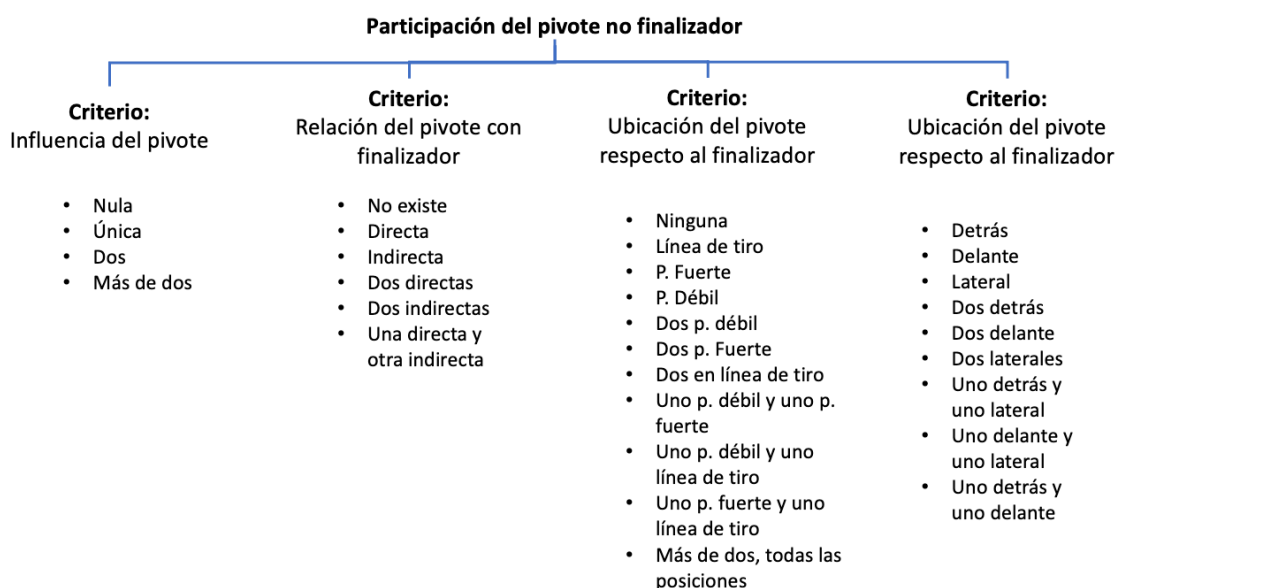 Participación del pivote no finalizador
Criterio:
Influencia del pivote
• Nula
• Única
• Dos
• Más de dos
Criterio:
Relación del pivote con
finalizador
• No existe
• Directa
• Indirecta
• Dos directas
• Dos indirectas
• Una directa y
otra indirecta
Criterio:
Ubicación del pivote
respecto al finalizador
• Ninguna
• Línea de tiro
• P. Fuerte
• P. Débil
• Dos p. débil
• Dos p. Fuerte
• Dos en línea de tiro
• Uno p. débil y uno p.
fuerte
• Uno p. débil y uno
línea de tiro
• Uno p. fuerte y uno
línea de tiro
• Más de dos, todas las
posiciones
Criterio:
Ubicación del pivote
respecto al finalizador
• Detrás
• Delante
• Lateral
• Dos detrás
• Dos delante
• Dos laterales
• Uno detrás y
uno lateral
• Uno delante y
uno lateral
• Uno detrás y
uno delante